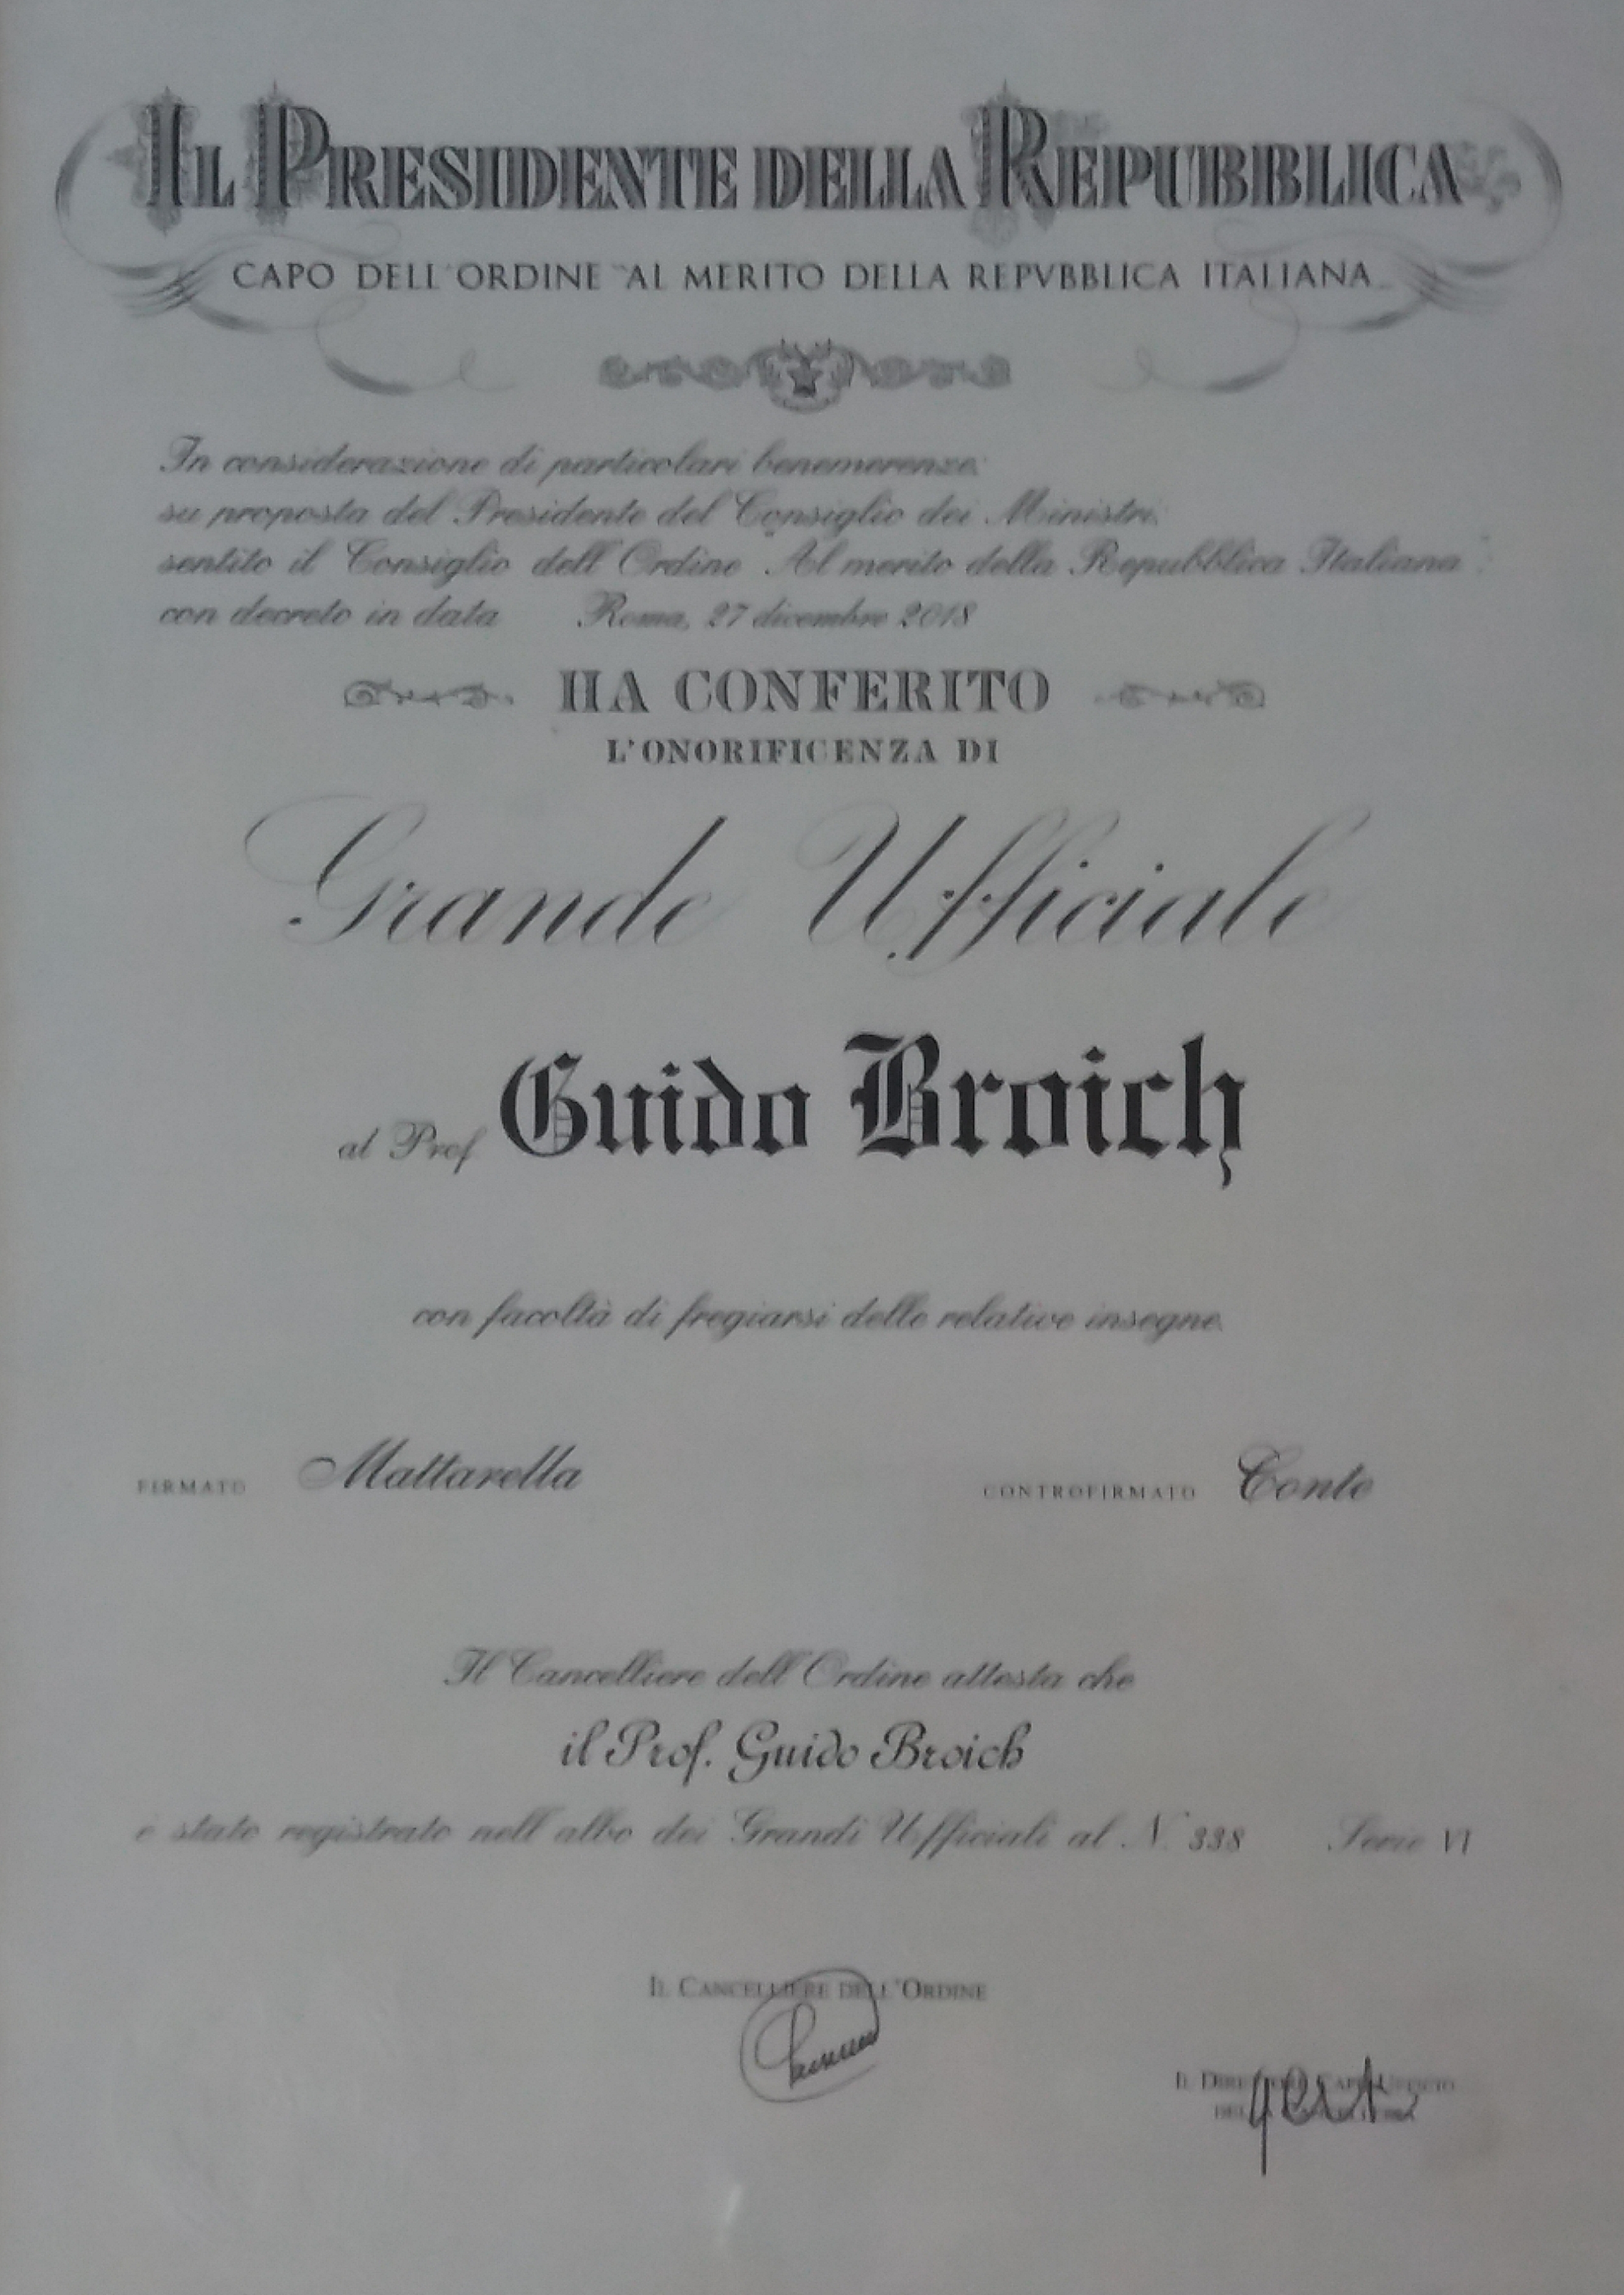 IL PRESIDENTE DELLA REPUBBLICA
CAPO DELL'ORDINE "AL MERITO DELLA REPVBBLICA ITALIANA"
In considerazione di particolari benemerenze;
su proposta del Presidente del Consiglio dei Ministri;
sentito il Consiglio dell'Ordine "Al merito della Repubblica Italiana";
con decreto in data Roma, 27 dicembre 2018
HA CONFERITO
L'ONORIFICENZA DI
Grande Ufficiale
al Prof Guido Broich
con facoltà di fregiarsi delle relative insegne.
FIRMATO Mattarella CONTROFIRMATO Conte
Il Cancelliere dell'Ordine attesta che
il Prof. Guido Broich
è stato registrato nell'albo dei Grandi Ufficiali al N. 338 Serie VI
IL CANCELLIERE DELL'ORDINE
IL DIRETTORE CAPO UFFICIO